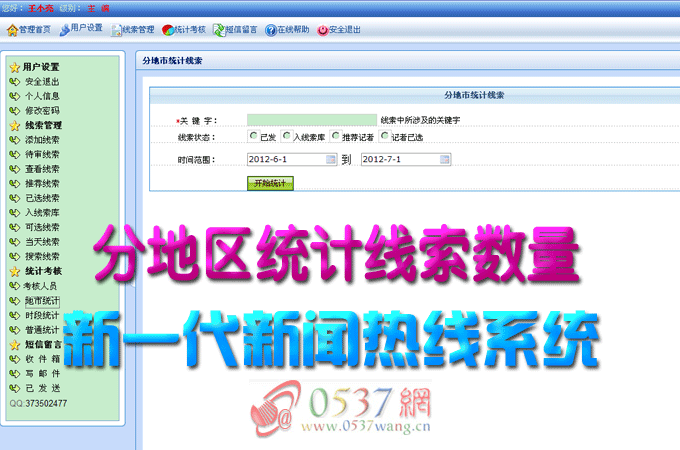 您好: 王小亮 级别: 主 编
管理首页 用户设置 线索管理 统计考核 短信留言 在线帮助 安全退出
用户设置
安全退出
个人信息
修改密码
线索管理
添加线索
待审线索
查看线索
推荐线索
已选线索
入线索库
可选线索
当天线索
搜索线索
统计考核
考核人员
地市统计
时段统计
普通统计
短信留言
收 件 箱
写 邮 件
已 发 送
QQ:373502477
分地市统计线索
分地市统计线索
*关 键 字: 线索中所涉及的关键字
线索状态: 已发 入线索库 推荐记者 记者已选
时间范围: 2012-6-1 到 2012-7-1
开始统计
分地区统计线索数量
新一代新闻热线系统
0537網
www.0537wang.cn